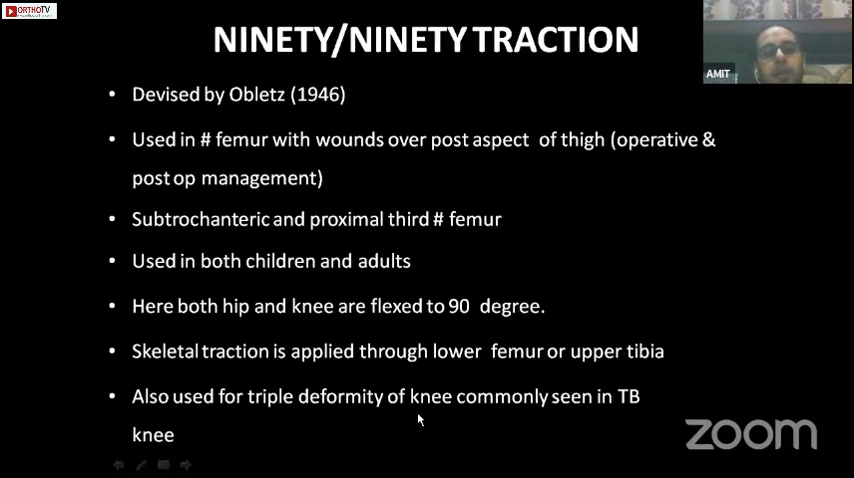 ORTHOTV
NINETY/NINETY TRACTION
AMIT
• Devised by Obletz (1946)
• Used in # femur with wounds over post aspect of thigh (operative &
post op management)
• Subtrochanteric and proximal third # femur
• Used in both children and adults
• Here both hip and knee are flexed to 90 degree.
• Skeletal traction is applied through lower femur or upper tibia
• Also used for triple deformity of knee commonly seen in TB
knee
zoom